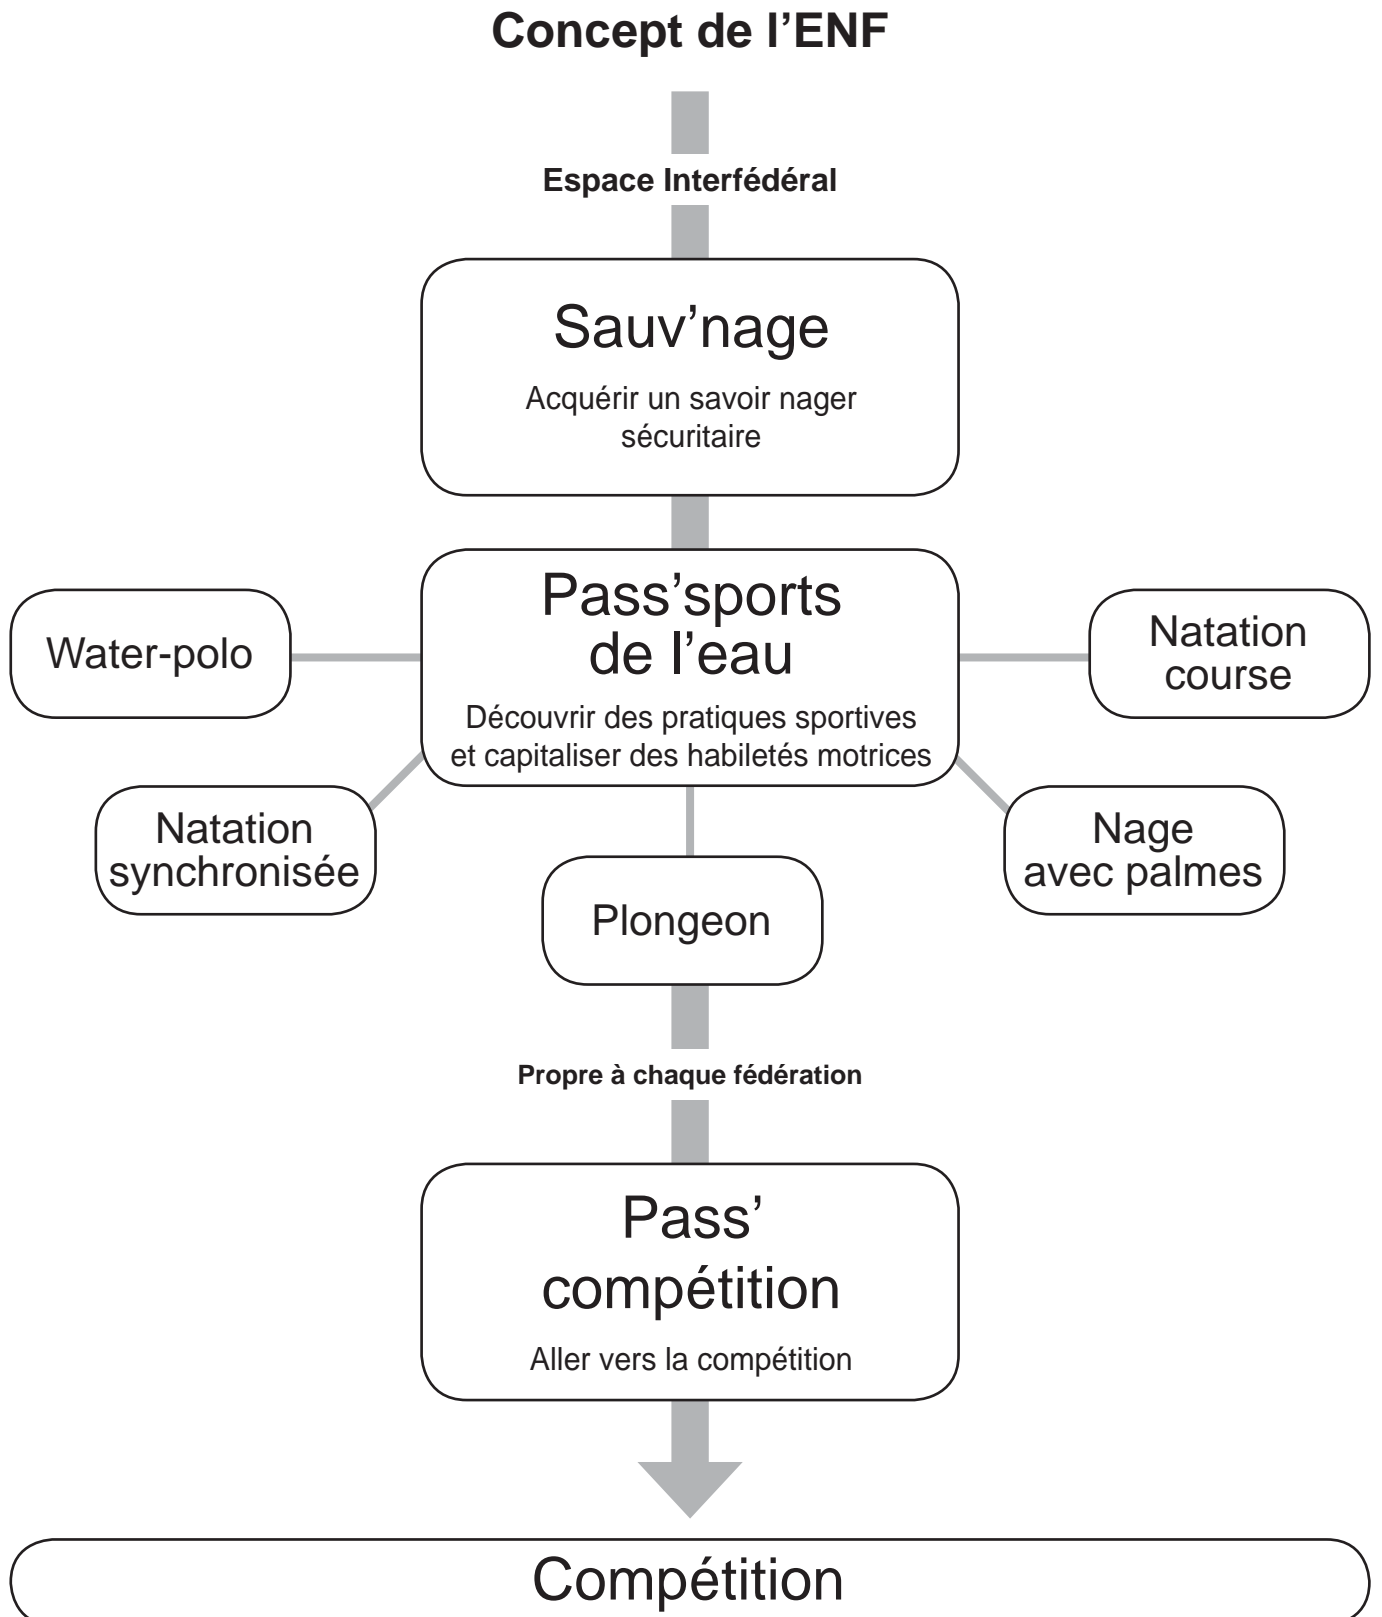 Concept de l’ENF
Espace Interfédéral
Sauv’nage
Acquérir un savoir nager
sécuritaire
Pass’sports
de l’eau
Découvrir des pratiques sportives
et capitaliser des habiletés motrices
Water-polo
Natation
course
Natation
synchronisée
Nage
avec palmes
Plongeon
Propre à chaque fédération
Pass’
compétition
Aller vers la compétition
Compétition